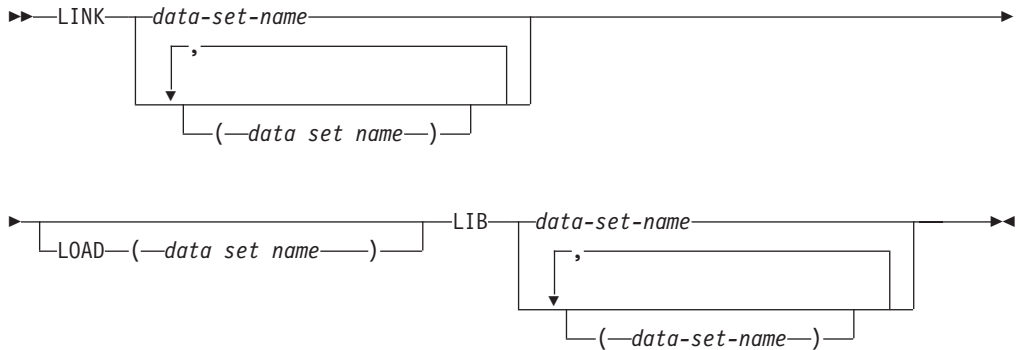 LINK data-set-name
,
( data set name )
LOAD ( data set name ) LIB data-set-name
,
( data-set-name )